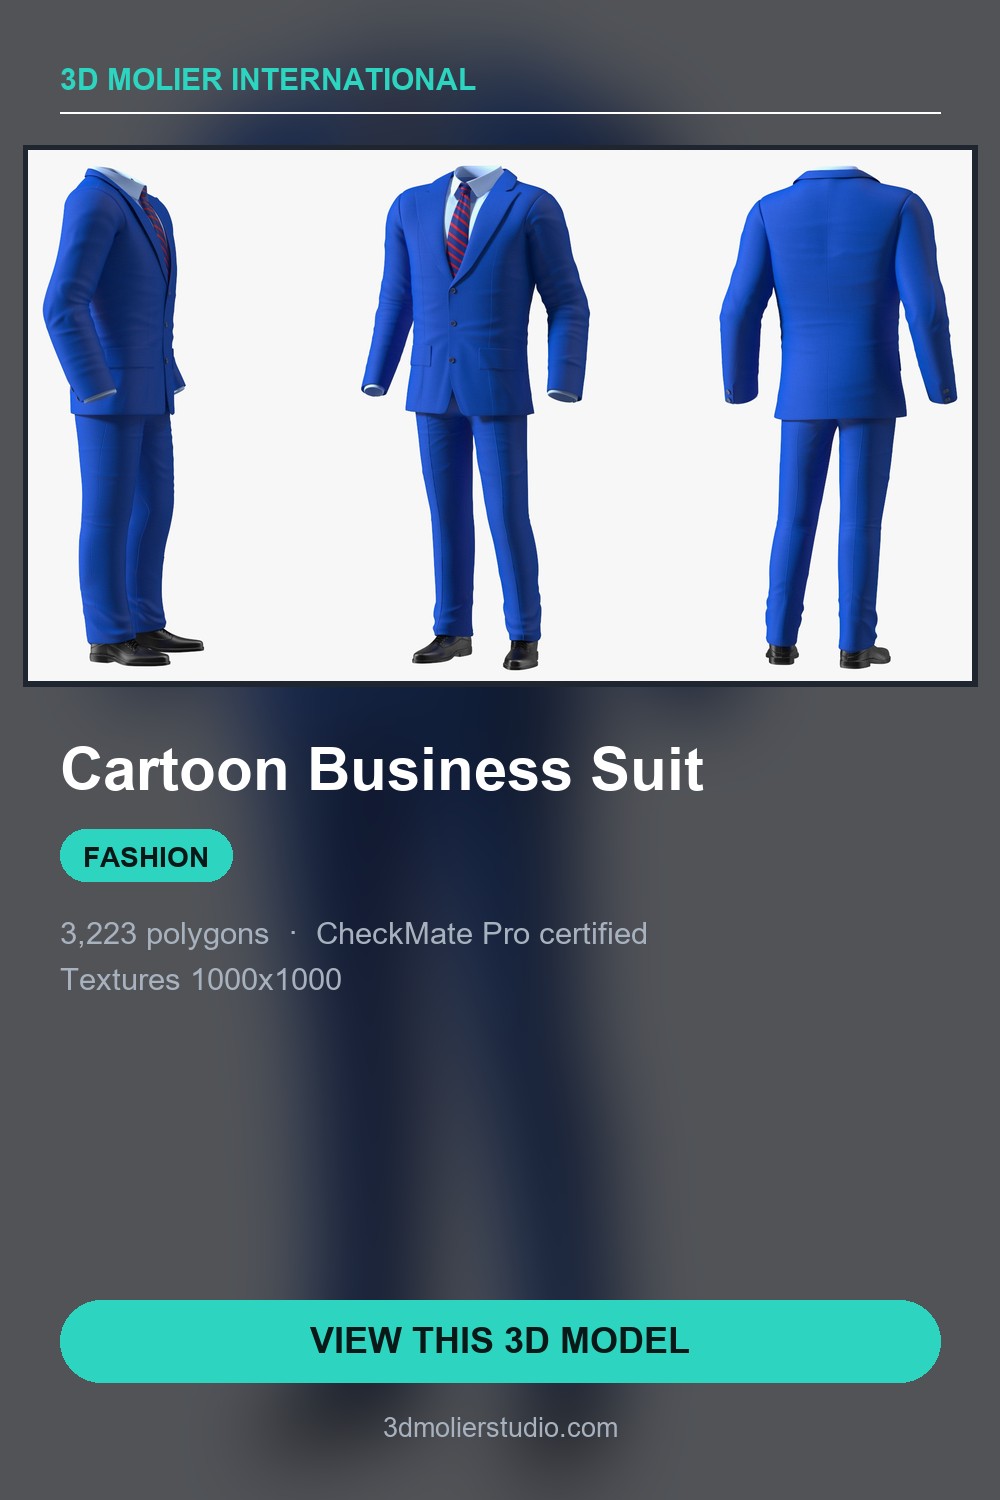 3D MOLIER INTERNATIONAL
Cartoon Business Suit
FASHION
3,223 polygons · CheckMate Pro certified
Textures 1000x1000
VIEW THIS 3D MODEL
3dmolierstudio.com